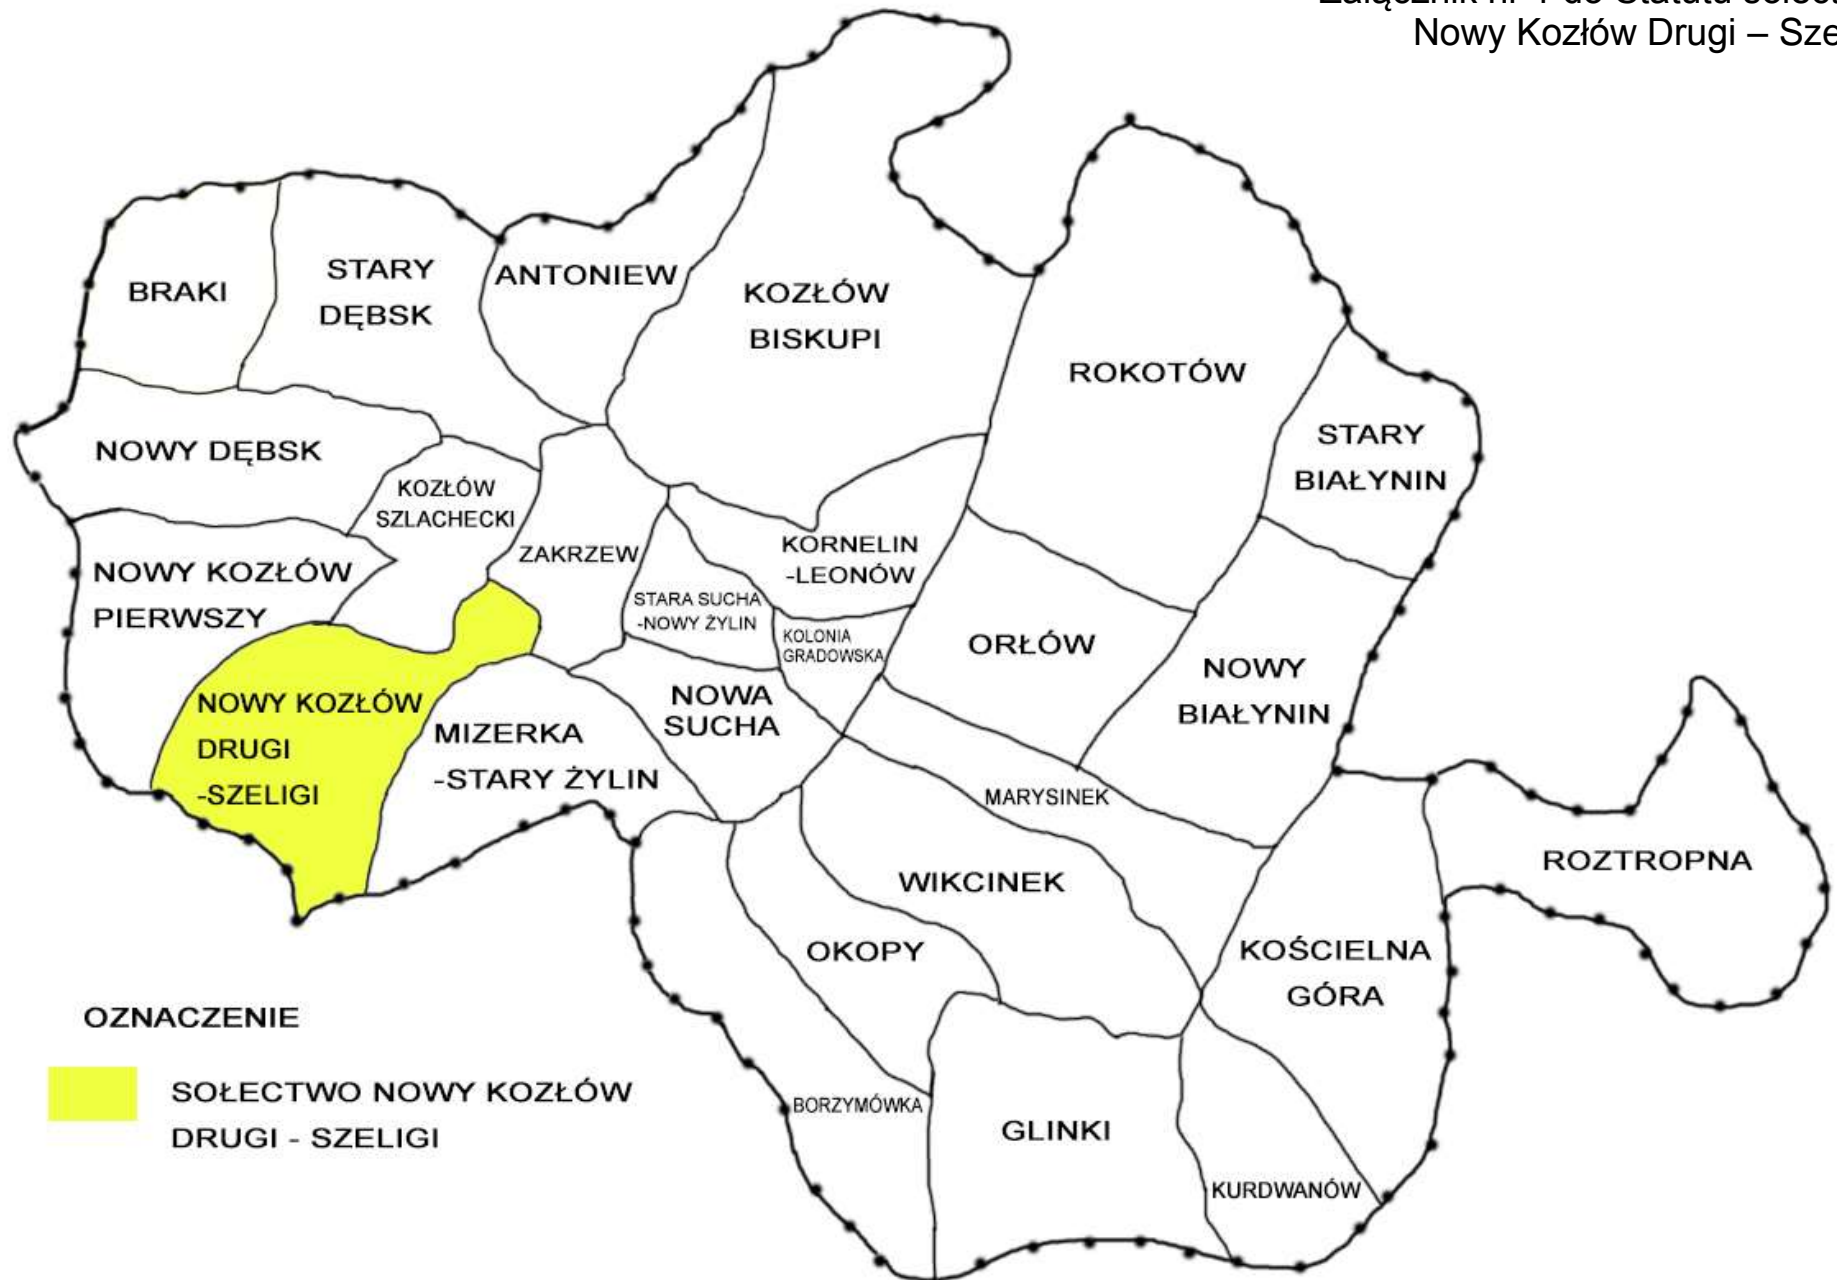 Nowy Kozłów Drugi –
BRAKI
STARY
DĘBSK
ANTONIEW
KOZŁÓW
BISKUPI
ROKOTÓW
STARY
BIAŁYNIN
NOWY DĘBSK
KOZŁÓW
SZLACHECKI
ZAKRZEW
KORNELIN
-LEONÓW
NOWY KOZŁÓW
PIERWSZY
STARA SUCHA
-NOWY ŻYLIN
KOLONIA
GRADOWSKA
ORŁÓW
NOWY
BIAŁYNIN
NOWY KOZŁÓW
DRUGI
-SZELIGI
MIZERKA
-STARY ŻYLIN
NOWA
SUCHA
MARYSINEK
WIKCINEK
ROZTROPNA
OKOPY
KOŚCIELNA
GÓRA
BORZYMÓWKA
GLINKI
KURDWANÓW
OZNACZENIE
SOŁECTWO NOWY KOZŁÓW
DRUGI - SZELIGI